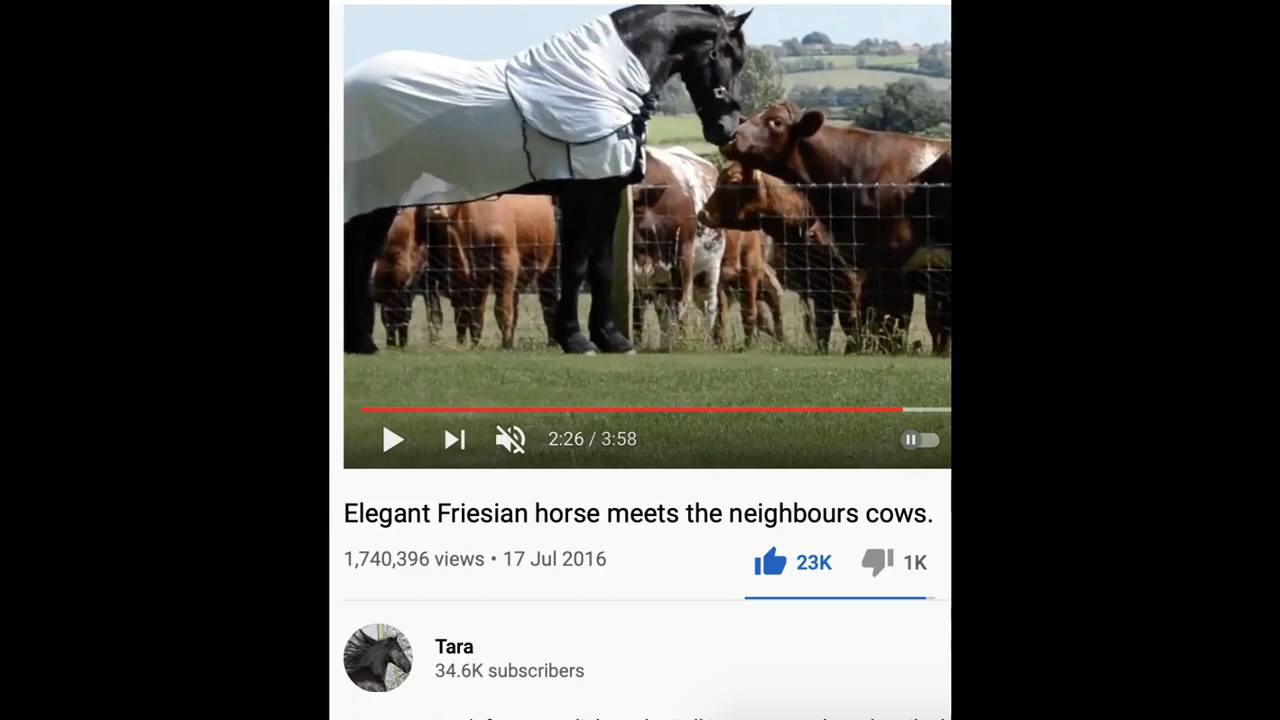 2:26 / 3:58
Elegant Friesian horse meets the neighbours cows.
1,740,396 views • 17 Jul 2016
23K
1K
Tara
34.6K subscribers